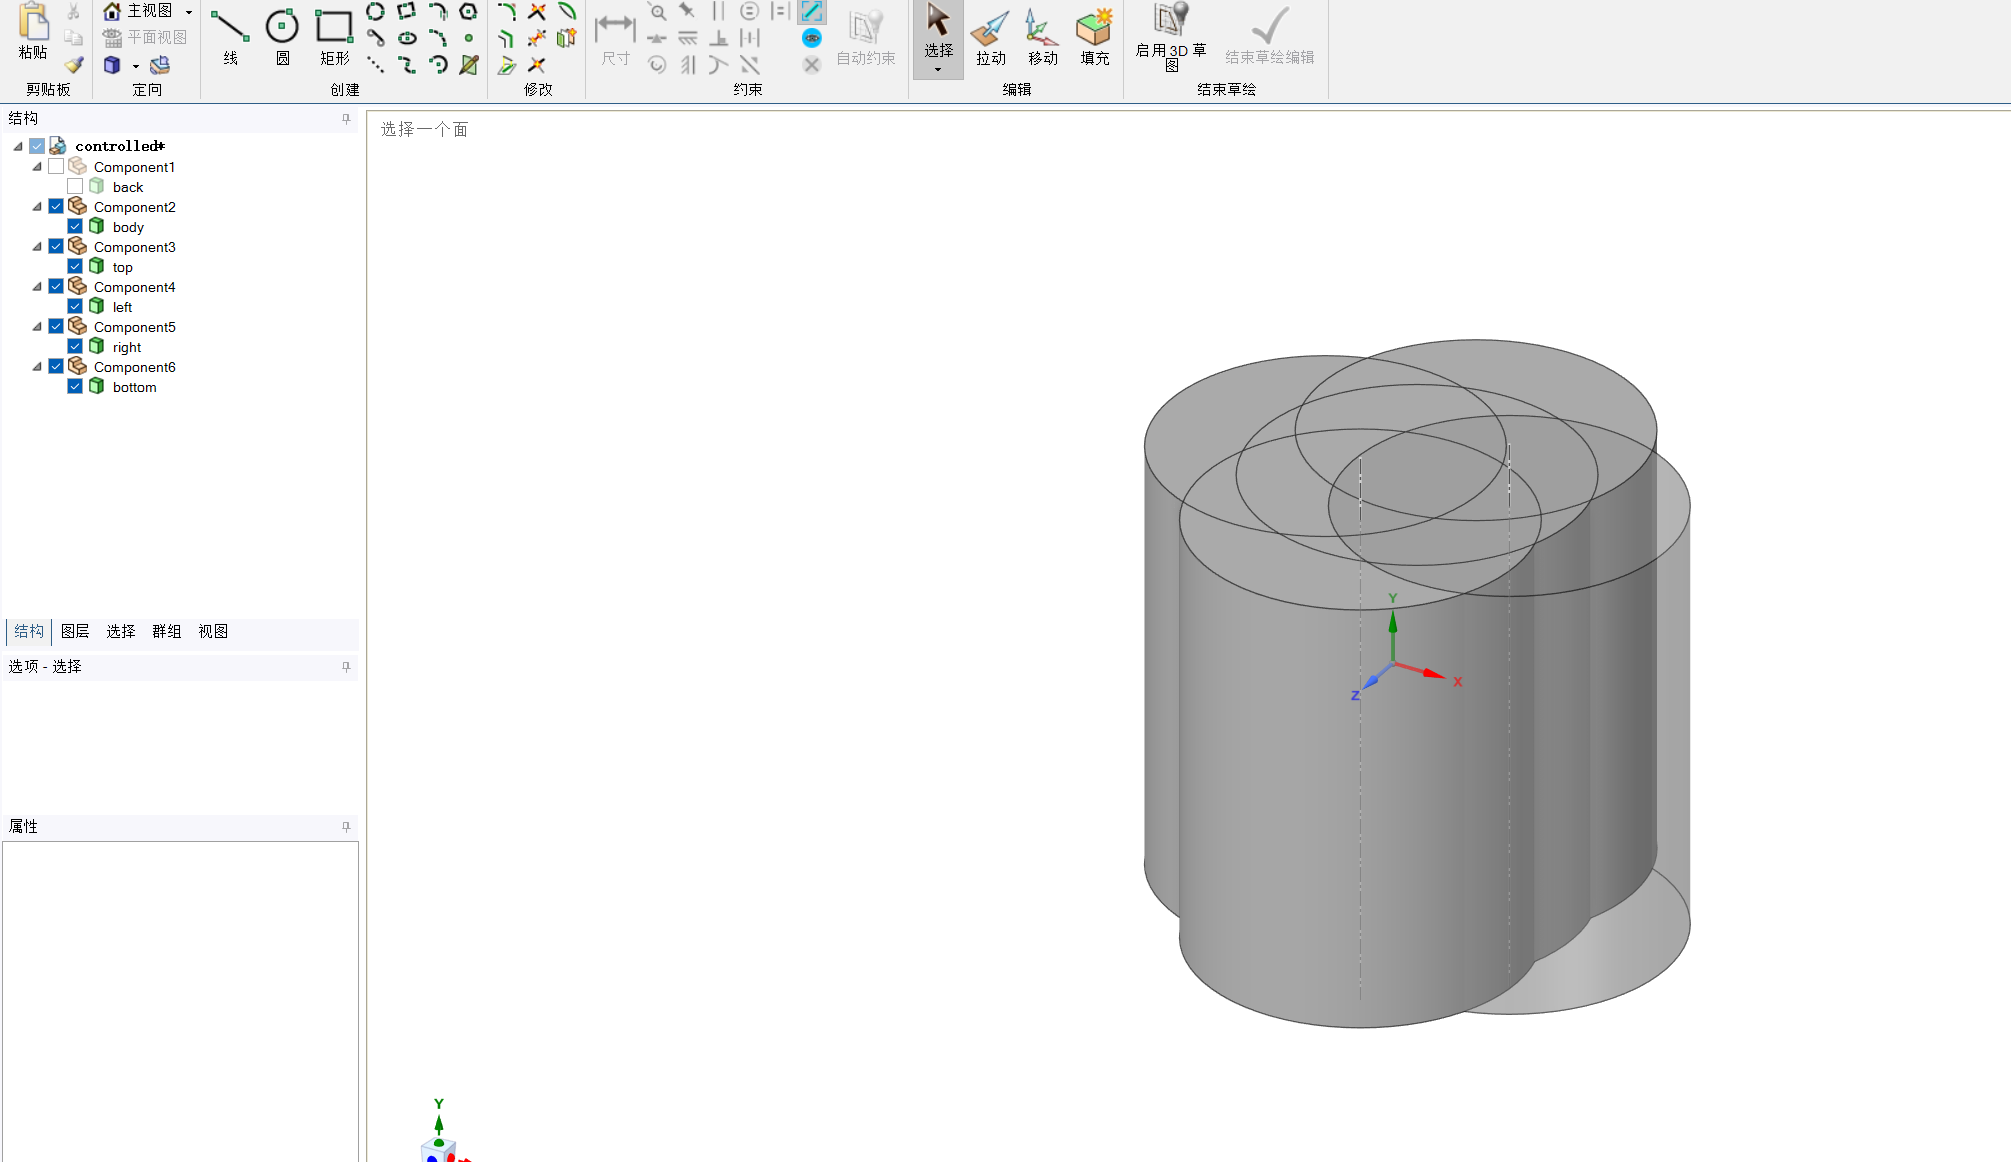 粘贴
剪贴板
主视图
平面视图
定向
线
圆
矩形
创建
修改
尺寸
自动约束
约束
选择
拉动
移动
填充
编辑
启用 3D 草
图
结束草绘编辑
结束草绘
结构
controlled*
Component1
back
Component2
body
Component3
top
Component4
left
Component5
right
Component6
bottom
结构 图层 选择 群组 视图
选项 - 选择
属性
选择一个面
Y
X
Z
Y